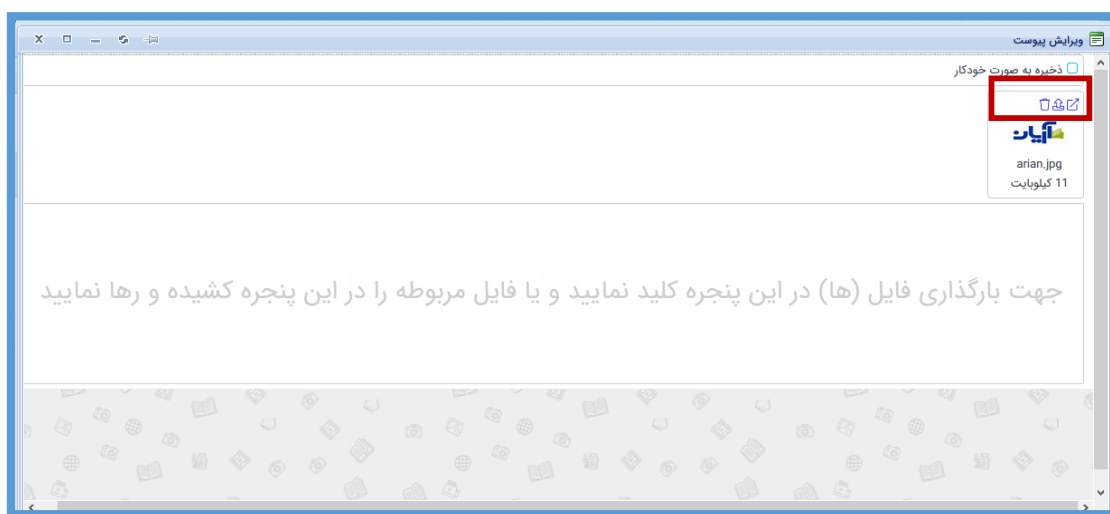 ویرایش پیوست
ذخیره به صورت خودکار
آریان
arian.jpg
11 کیلوبایت
جهت بارگذاری فایل (ها) در این پنجره کلید نمایید و یا فایل مربوطه را در این پنجره کشیده و رها نمایید